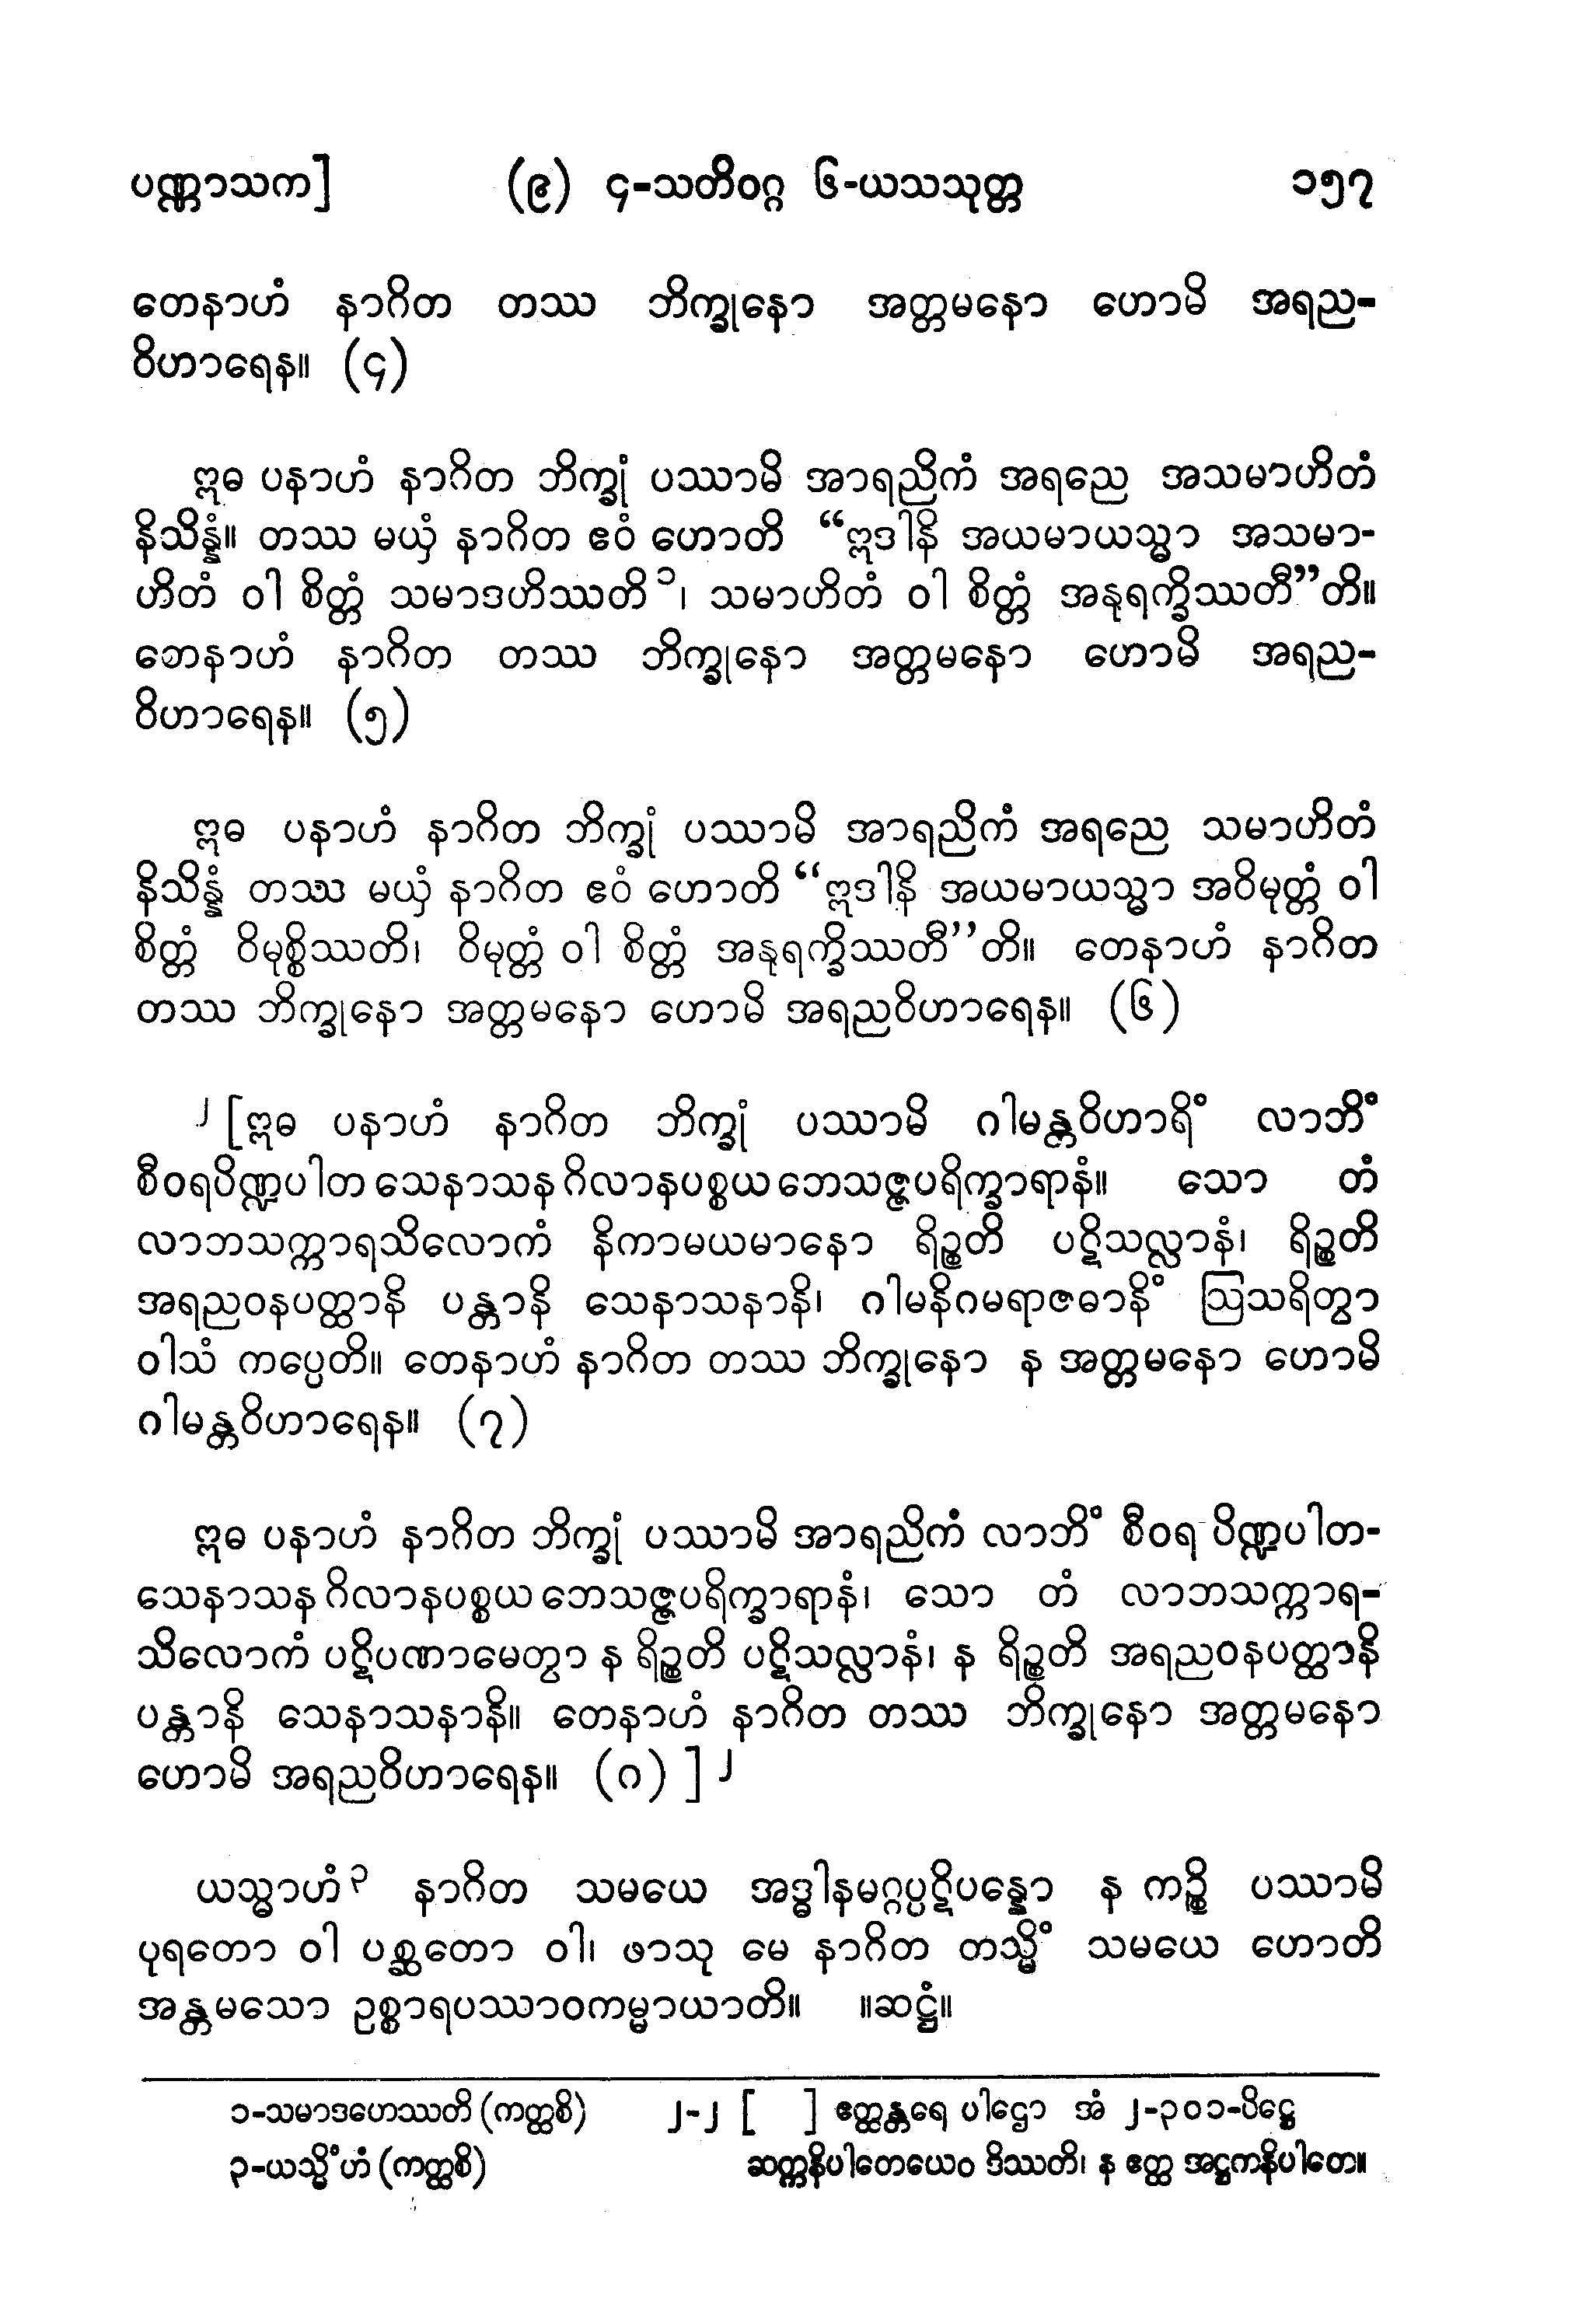 ပဏ္ဏာသက] (၉) ၄-သတိဝဂ္ဂ ၆-ယသသုတ္တ ၁၅၇
တေနာဟံ နာဂိတ တဿ ဘိက္ခုနော အတ္တမနော ဟောမိ အရည-
ဝိဟာရေန။ (၄)
ဣဓ ပနာဟံ နာဂိတ ဘိက္ခုံ ပဿာမိ အာရညိကံ အရညေ အသမာဟိတံ
နိသိန္နံ။ တဿ မယှံ နာဂိတ ဧဝံ ဟောတိ “ဣဒါနိ အယမာယသ္မာ အသမာ-
ဟိတံ ဝါ စိတ္တံ သမာဒဟိဿတိ၁၊ သမာဟိတံ ဝါ စိတ္တံ အနုရက္ခိဿတီ”တိ။
တေနာဟံ နာဂိတ တဿ ဘိက္ခုနော အတ္တမနော ဟောမိ အရည-
ဝိဟာရေန။ (၅)
ဣဓ ပနာဟံ နာဂိတ ဘိက္ခုံ ပဿာမိ အာရညိကံ အရညေ သမာဟိတံ
နိသိန္နံ တဿ မယှံ နာဂိတ ဧဝံ ဟောတိ “ဣဒါနိ အယမာယသ္မာ အဝိမုတ္တံ ဝါ
စိတ္တံ ဝိမုစ္စိဿတိ၊ ဝိမုတ္တံ ဝါ စိတ္တံ အနုရက္ခိဿတီ”တိ။ တေနာဟံ နာဂိတ
တဿ ဘိက္ခုနော အတ္တမနော ဟောမိ အရညဝိဟာရေန။ (၆)
၂ [ဣဓ ပနာဟံ နာဂိတ ဘိက္ခုံ ပဿာမိ ဂါမန္တဝိဟာရိံ လာဘိံ
စီဝရပိဏ္ဍပါတ သေနာသန ဂိလာနပစ္စယ ဘေသဇ္ဇပရိက္ခာရာနံ။ သော တံ
လာဘသက္ကာရသိလောကံ နိကာမယမာနော ရိဉ္စတိ ပဋိသလ္လာနံ၊ ရိဉ္စတိ
အရညဝနပတ္ထာနိ ပန္တာနိ သေနာသနာနိ၊ ဂါမနိဂမရာဇဓာနိံ ဩသရိတွာ
ဝါသံ ကပ္ပေတိ။ တေနာဟံ နာဂိတ တဿ ဘိက္ခုနော န အတ္တမနော ဟောမိ
ဂါမန္တဝိဟာရေန။ (၇)
ဣဓ ပနာဟံ နာဂိတ ဘိက္ခုံ ပဿာမိ အာရညိကံ လာဘိံ စီဝရ ပိဏ္ဍပါတ-
သေနာသန ဂိလာနပစ္စယ ဘေသဇ္ဇပရိက္ခာရာနံ၊ သော တံ လာဘသက္ကာရ-
သိလောကံ ပဋိပဏာမေတွာ န ရိဉ္စတိ ပဋိသလ္လာနံ၊ န ရိဉ္စတိ အရညဝနပတ္ထာနိ
ပန္တာနိ သေနာသနာနိ။ တေနာဟံ နာဂိတ တဿ ဘိက္ခုနော အတ္တမနော
ဟောမိ အရညဝိဟာရေန။ (ဂ) ]၂
ယသ္မာဟံ၃ နာဂိတ သမယေ အဒ္ဓါနမဂ္ဂပ္ပဋိပန္နော န ကဉ္စိ ပဿာမိ
ပုရတော ဝါ ပစ္ဆတော ဝါ၊ ဖာသု မေ နာဂိတ တသ္မိံ သမယေ ဟောတိ
အန္တမသော ဥစ္စာရပဿာဝကမ္မာယာတိ။ ။ဆဋ္ဌံ။
၁-သမာဒဟေဿတိ (ကတ္ထစိ) ၂-၂ [ ] ဧတ္ထန္တရေ ပါဌော အံ ၂-၃၀၁-ပိဋ္ဌေ
၃-ယသ္မိံဟံ (ကတ္ထစိ) ဆက္ကနိပါတေယေဝ ဒိဿတိ၊ န ဧတ္ထ အဋ္ဌကနိပါတေ။